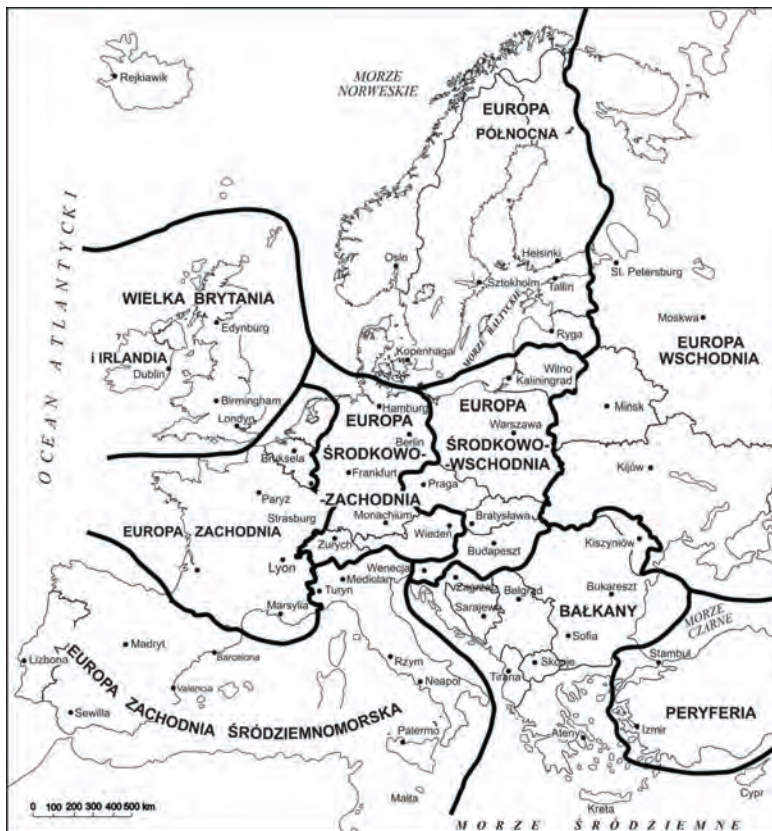 Rejkiawik
MORZE
NORWESKIE
EUROPA
PÓŁNOCNA
OCEAN ATLANTYCKI
Oslo
Helsinki
St. Petersburg
Sztokholm
Tallin
WIELKA BRYTANIA
Edynburg
MORZE BAŁTYCKIE
Ryga
Moskwa
EUROPA
WSCHODNIA
i IRLANDIA
Dublin
Kopenhaga
Wilno
Kaliningrad
Birmingham
Londyn
Hamburg
Mińsk
EUROPA
ŚRODKOWO-
-ZACHODNIA
Berlin
Frankfurt
EUROPA
Warszawa
ŚRODKOWO-
-WSCHODNIA
Bruksela
Praga
Kijów
Paryż
Strasburg
Monachium
Wiedeń
Bratysława
EUROPA ZACHODNIA
Zurych
Budapeszt
Kiszyniów
Lyon
Wenecja
Mediolan
Turyn
Zagrzeb
Belgrad
Bukareszt
Marsylia
Sarajewo
BAŁKANY
MORZE
CZARNE
Madryt
Barcelona
Sofia
Stambuł
Lizbona
Rzym
Skopje
Tirana
Valencia
Neapol
EUROPA ZACHODNIA ŚRÓDZIEMNOMORSKA
PERYFERIA
Sewilla
Palermo
Ateny
Izmir
Malta
Kreta
Cypr
0 100 200 300 400 500 km
MORZE ŚRÓDZIEMNE